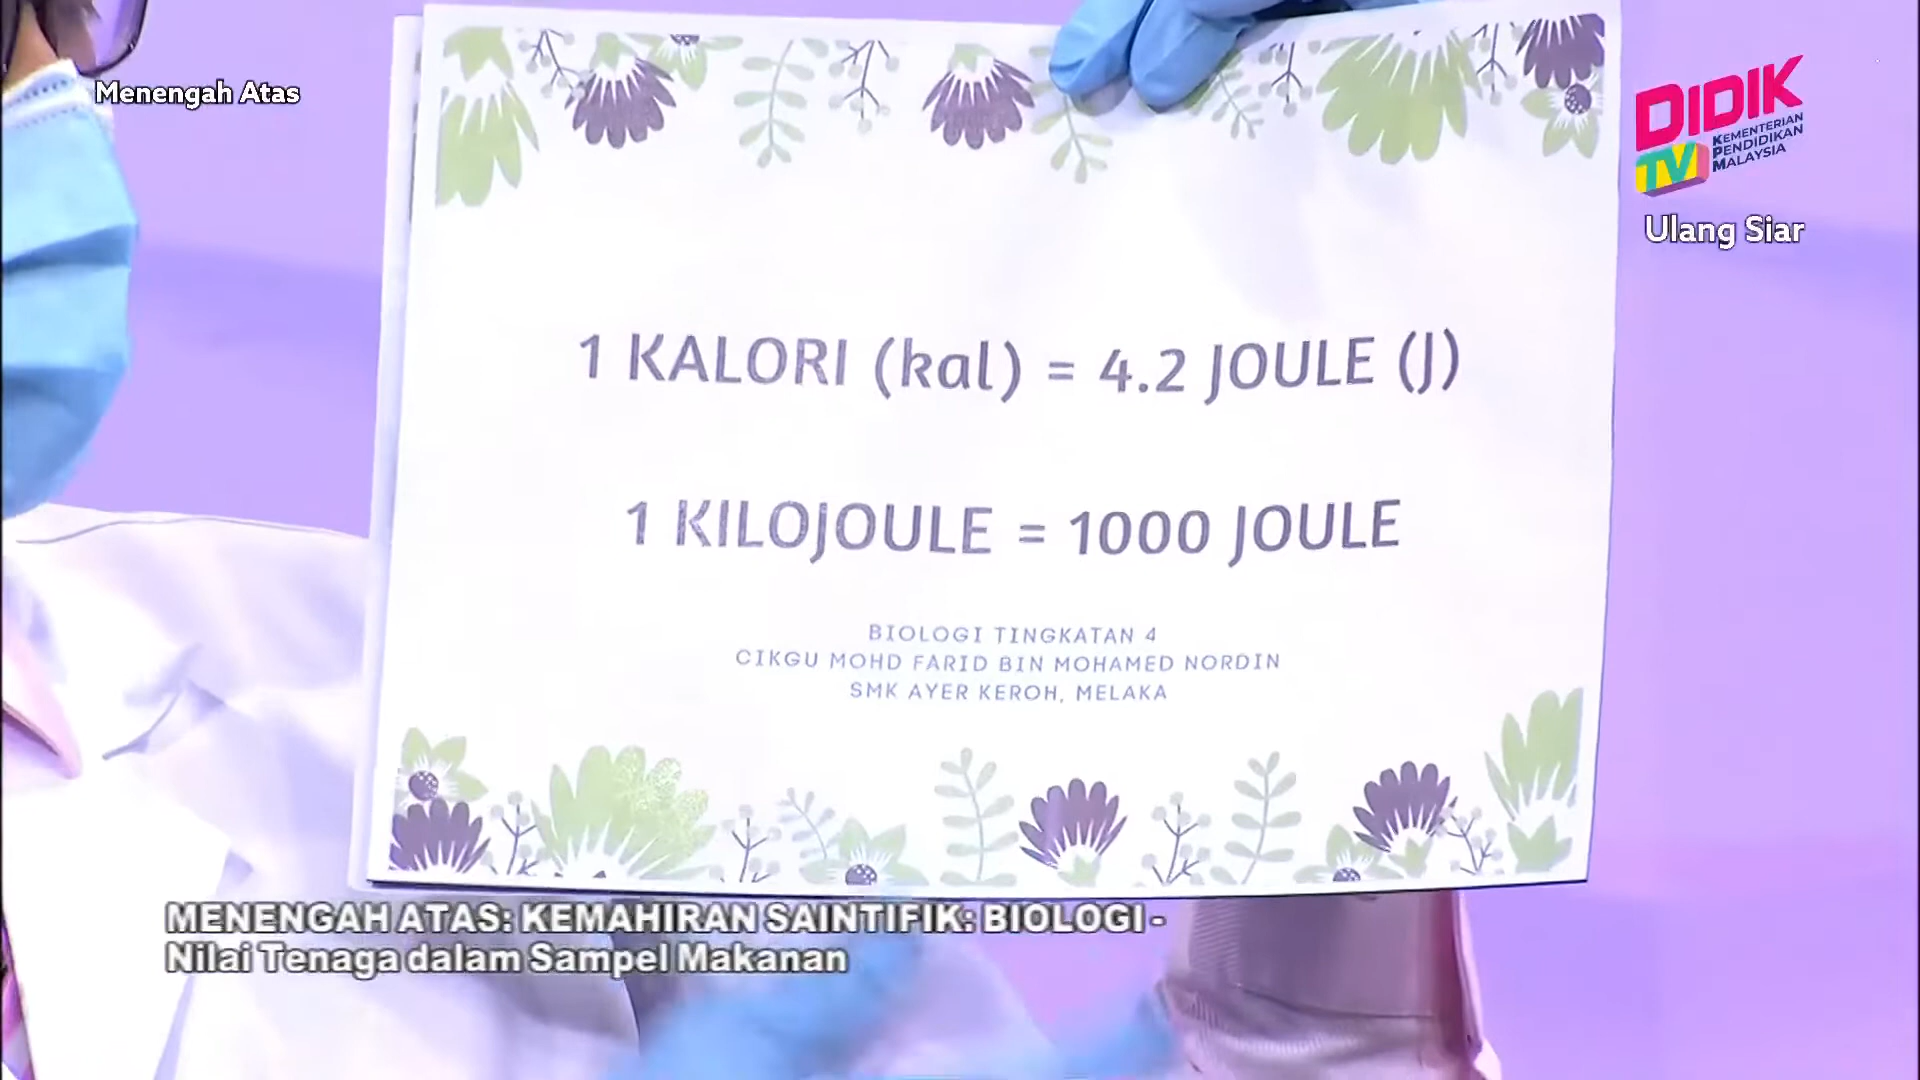 Menengah Atas
DIDIK
TV
KEMENTERIAN
PENDIDIKAN
MALAYSIA
Ulang Siar
1 KALORI (kal) = 4.2 JOULE (J)
1 KILOJOULE = 1000 JOULE
BIOLOGI TINGKATAN 4
CIKGU MOHD FARID BIN MOHAMED NORDIN
SMK AYER KEROH, MELAKA
MENENGAH ATAS: KEMAHIRAN SAINTIFIK: BIOLOGI -
Nilai Tenaga dalam Sampel Makanan